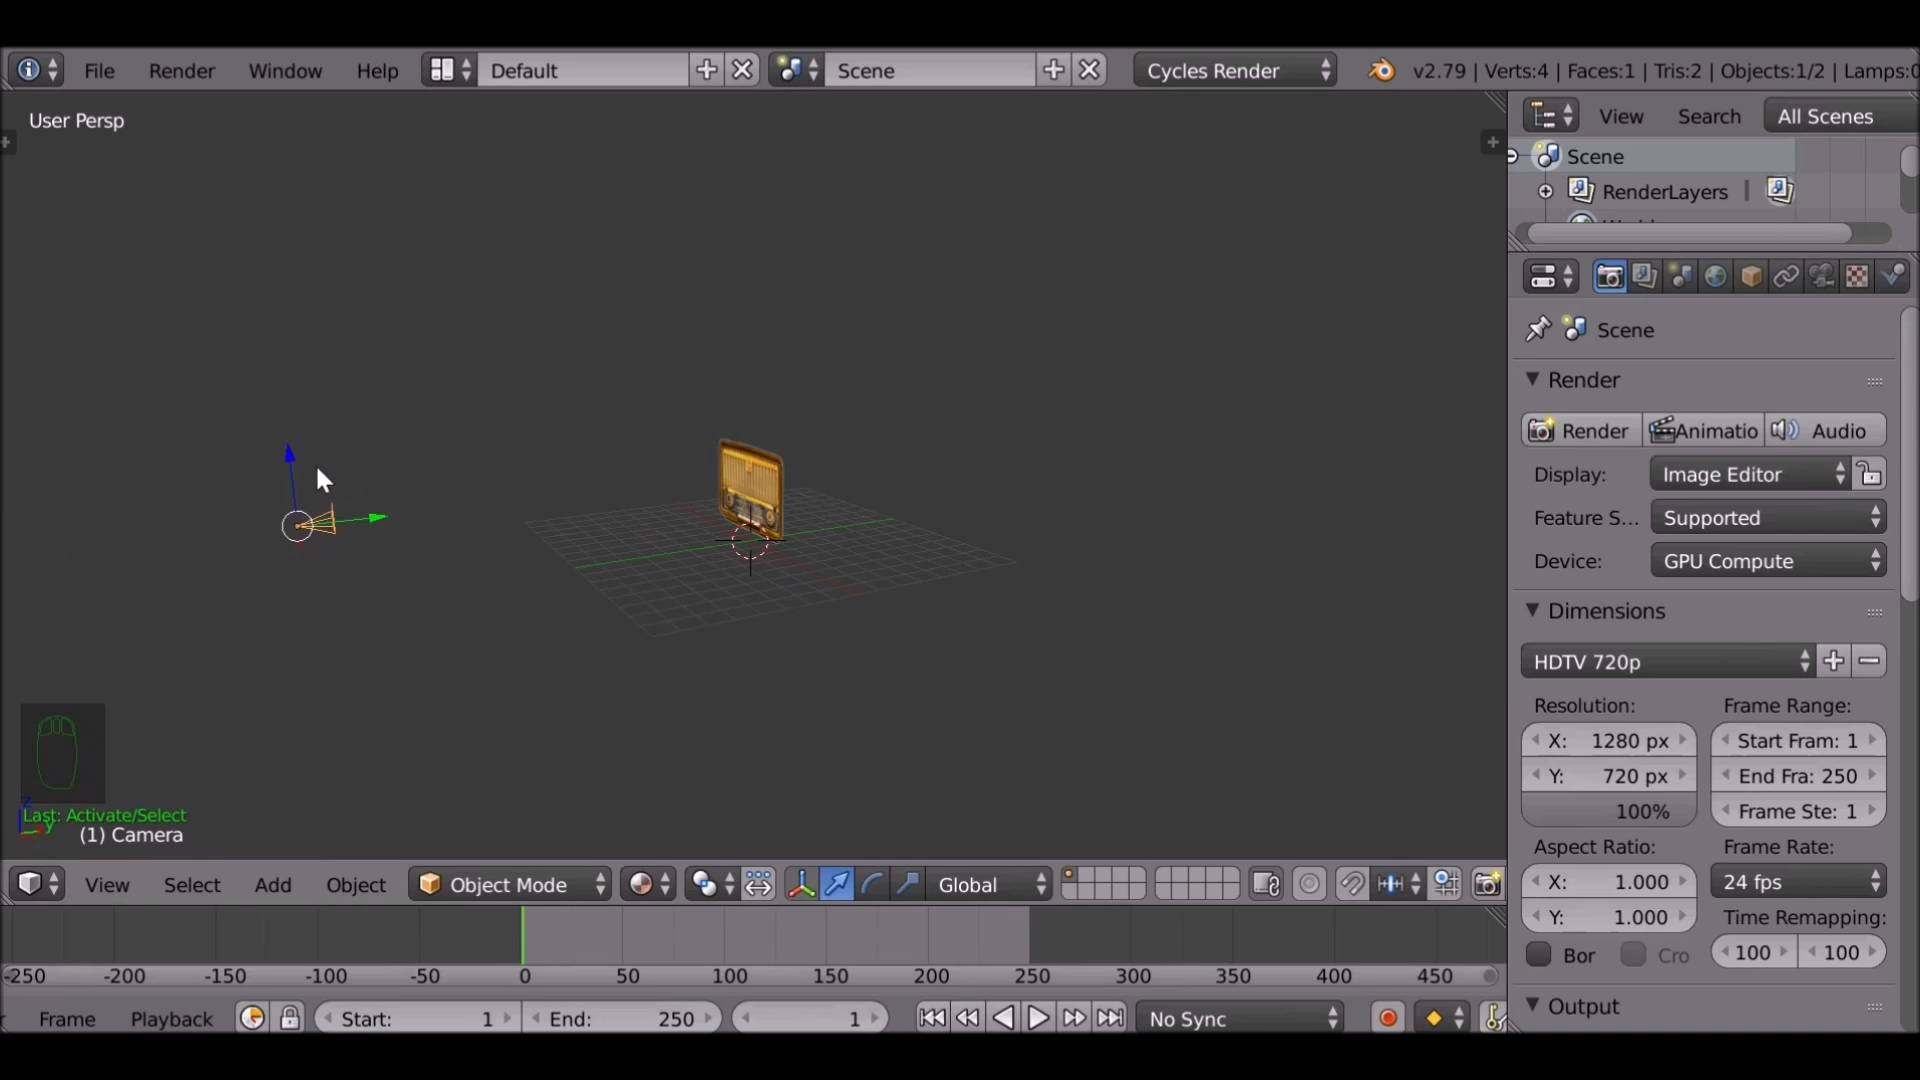 File Render Window Help Default Scene Cycles Render v2.79 | Verts:4 | Faces:1 | Tris:2 | Objects:1/2 | Lamps:0
User Persp
View Search All Scenes
Scene
RenderLayers
Scene
Render
Render Animatio Audio
Display: Image Editor
Feature S... Supported
Device: GPU Compute
Dimensions
HDTV 720p
Resolution: Frame Range:
X: 1280 px Start Fram: 1
Y: 720 px End Fra: 250
100% Frame Ste: 1
Aspect Ratio: Frame Rate:
X: 1.000 24 fps
Y: 1.000 Time Remapping:
Bor Cro 100 100
Output
Last: Activate/Select
(1) Camera
View Select Add Object Object Mode Global
-250 -200 -150 -100 -50 0 50 100 150 200 250 300 350 400 450
Frame Playback Start: 1 End: 250 1 No Sync